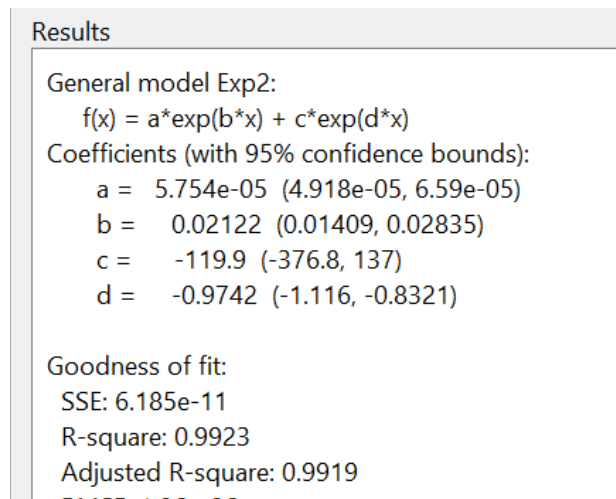 Results
General model Exp2:
f(x) = a*exp(b*x) + c*exp(d*x)
Coefficients (with 95% confidence bounds):
a = 5.754e-05 (4.918e-05, 6.59e-05)
b = 0.02122 (0.01409, 0.02835)
c = -119.9 (-376.8, 137)
d = -0.9742 (-1.116, -0.8321)
Goodness of fit:
SSE: 6.185e-11
R-square: 0.9923
Adjusted R-square: 0.9919